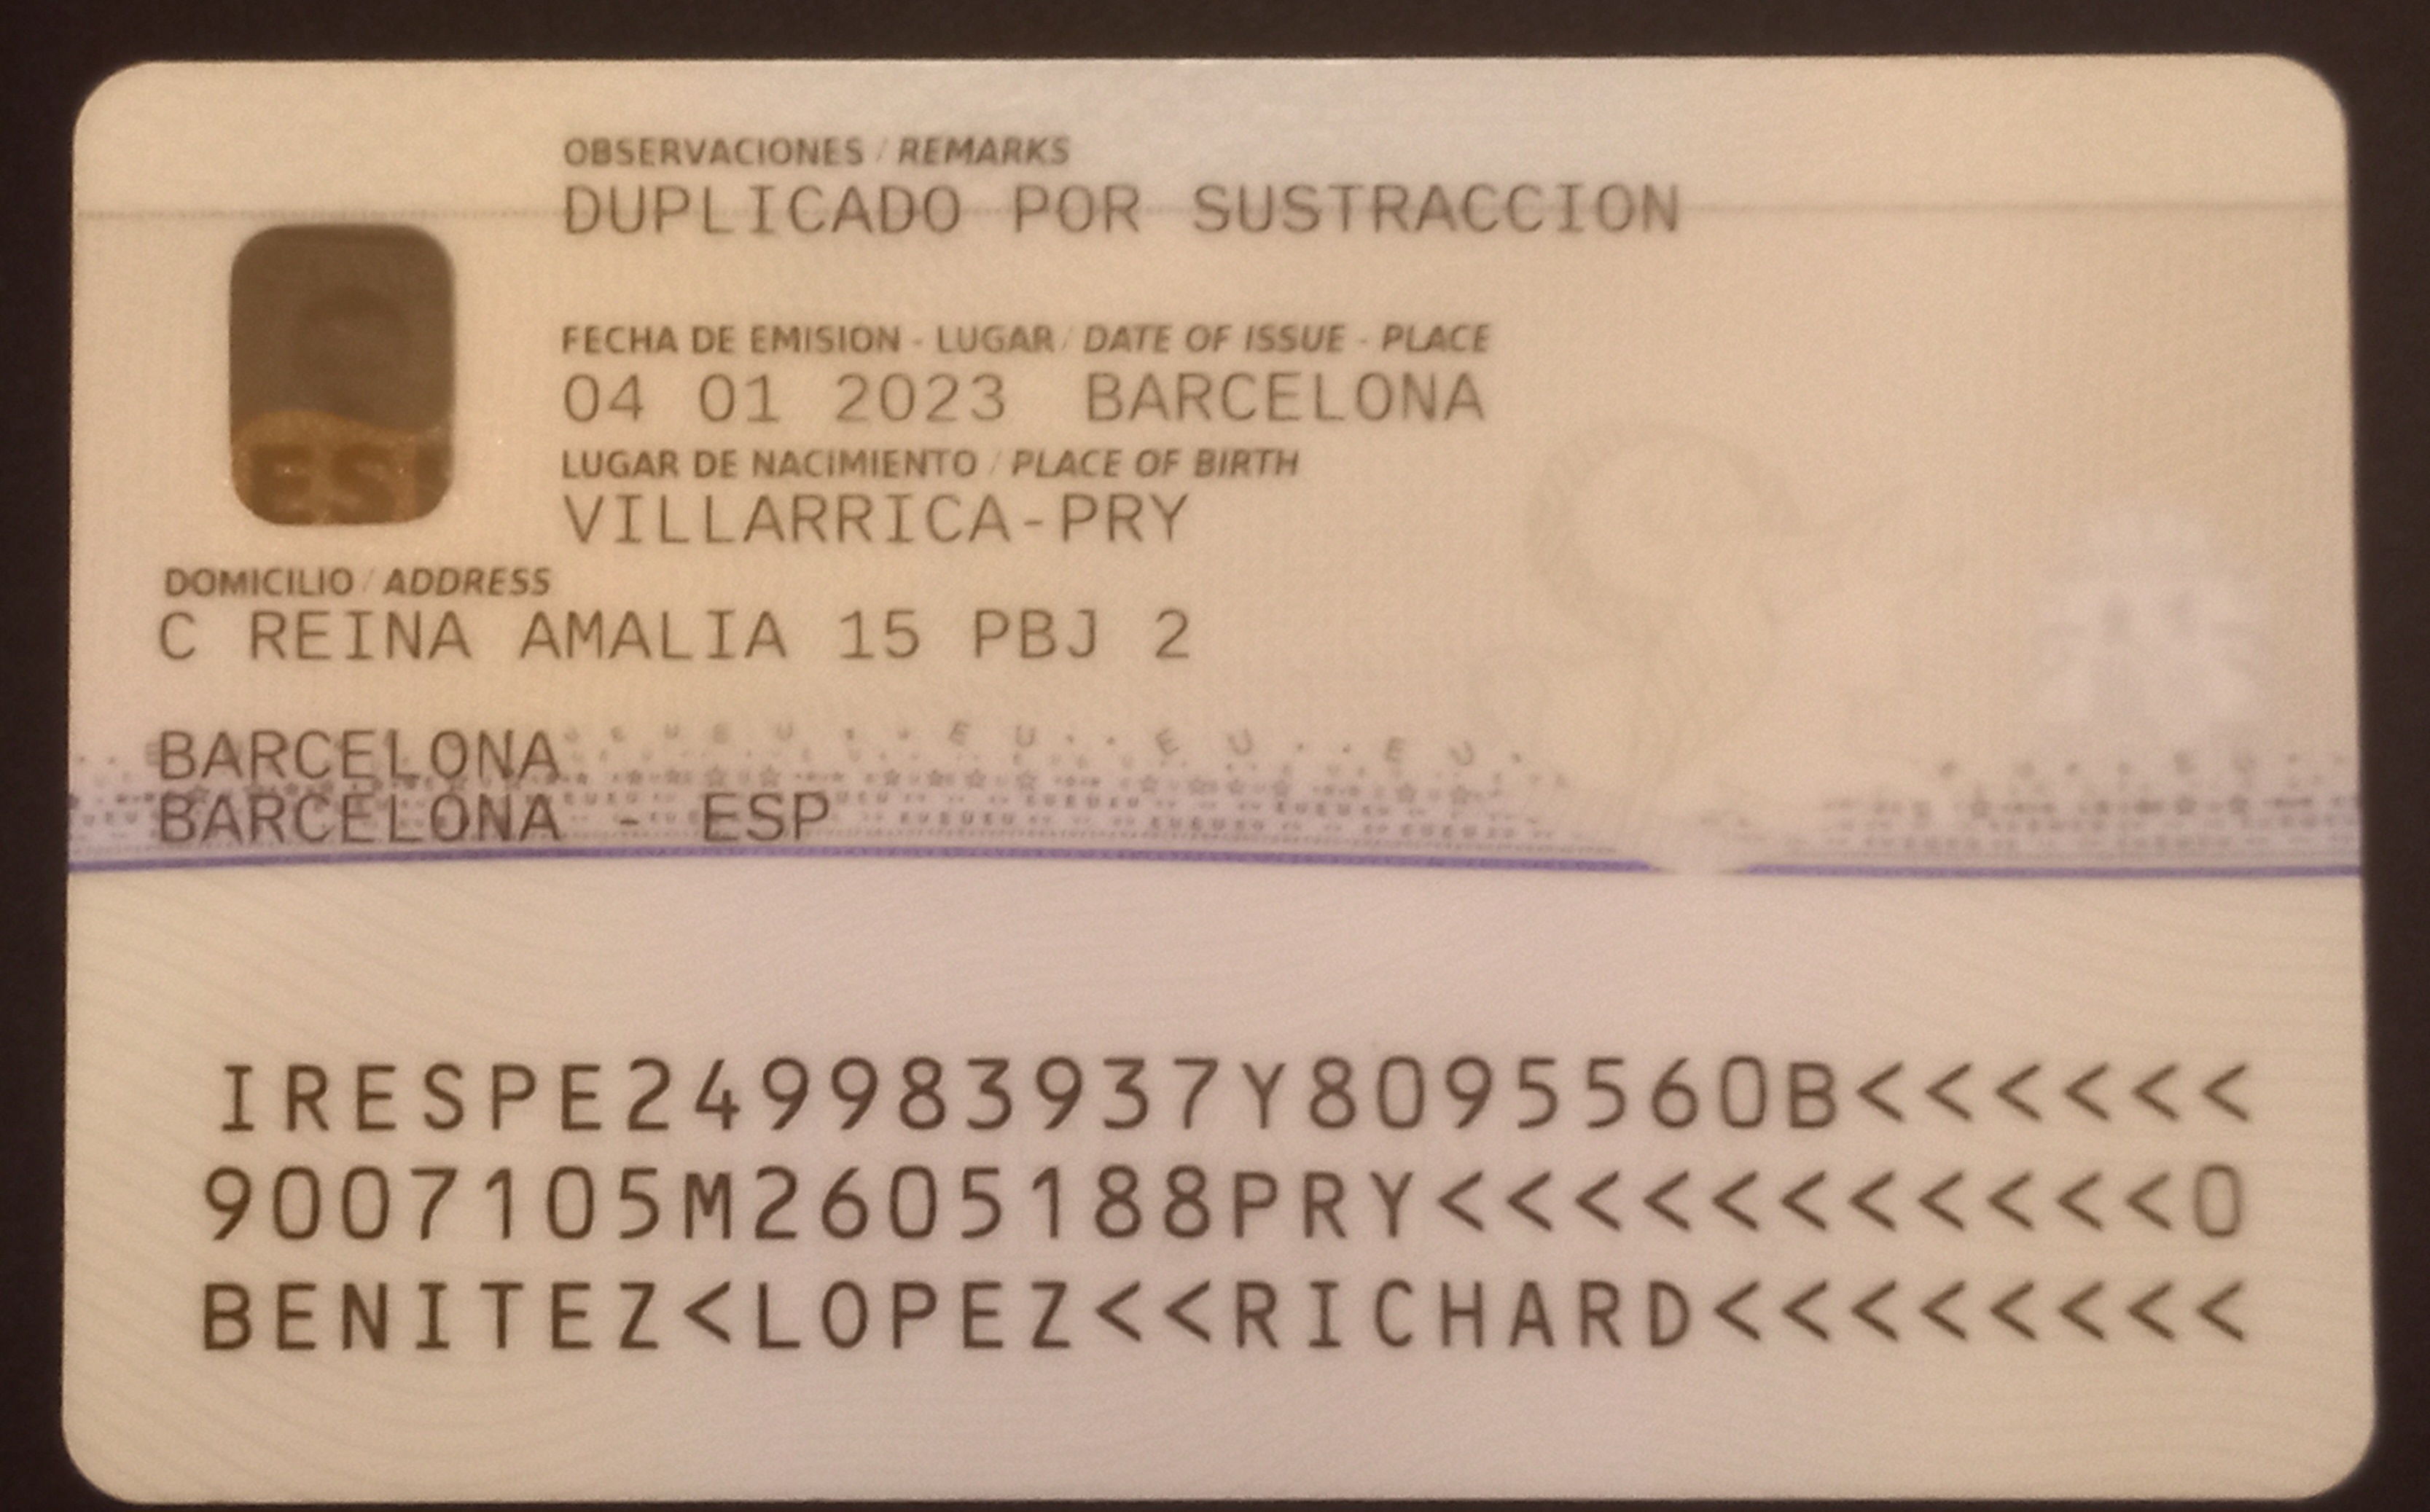 OBSERVACIONES / REMARKS
DUPLICADO POR SUSTRACCION
FECHA DE EMISION - LUGAR / DATE OF ISSUE - PLACE
04 01 2023 BARCELONA
LUGAR DE NACIMIENTO / PLACE OF BIRTH
VILLARRICA-PRY
ES
DOMICILIO / ADDRESS
C REINA AMALIA 15 PBJ 2
BARCELONA
BARCELONA - ESP
IRESPE249983937Y8095560B<<<<<<
9007105M2605188PRY<<<<<<<<<<<0
BENITEZ<LOPEZ<<RICHARD<<<<<<<<